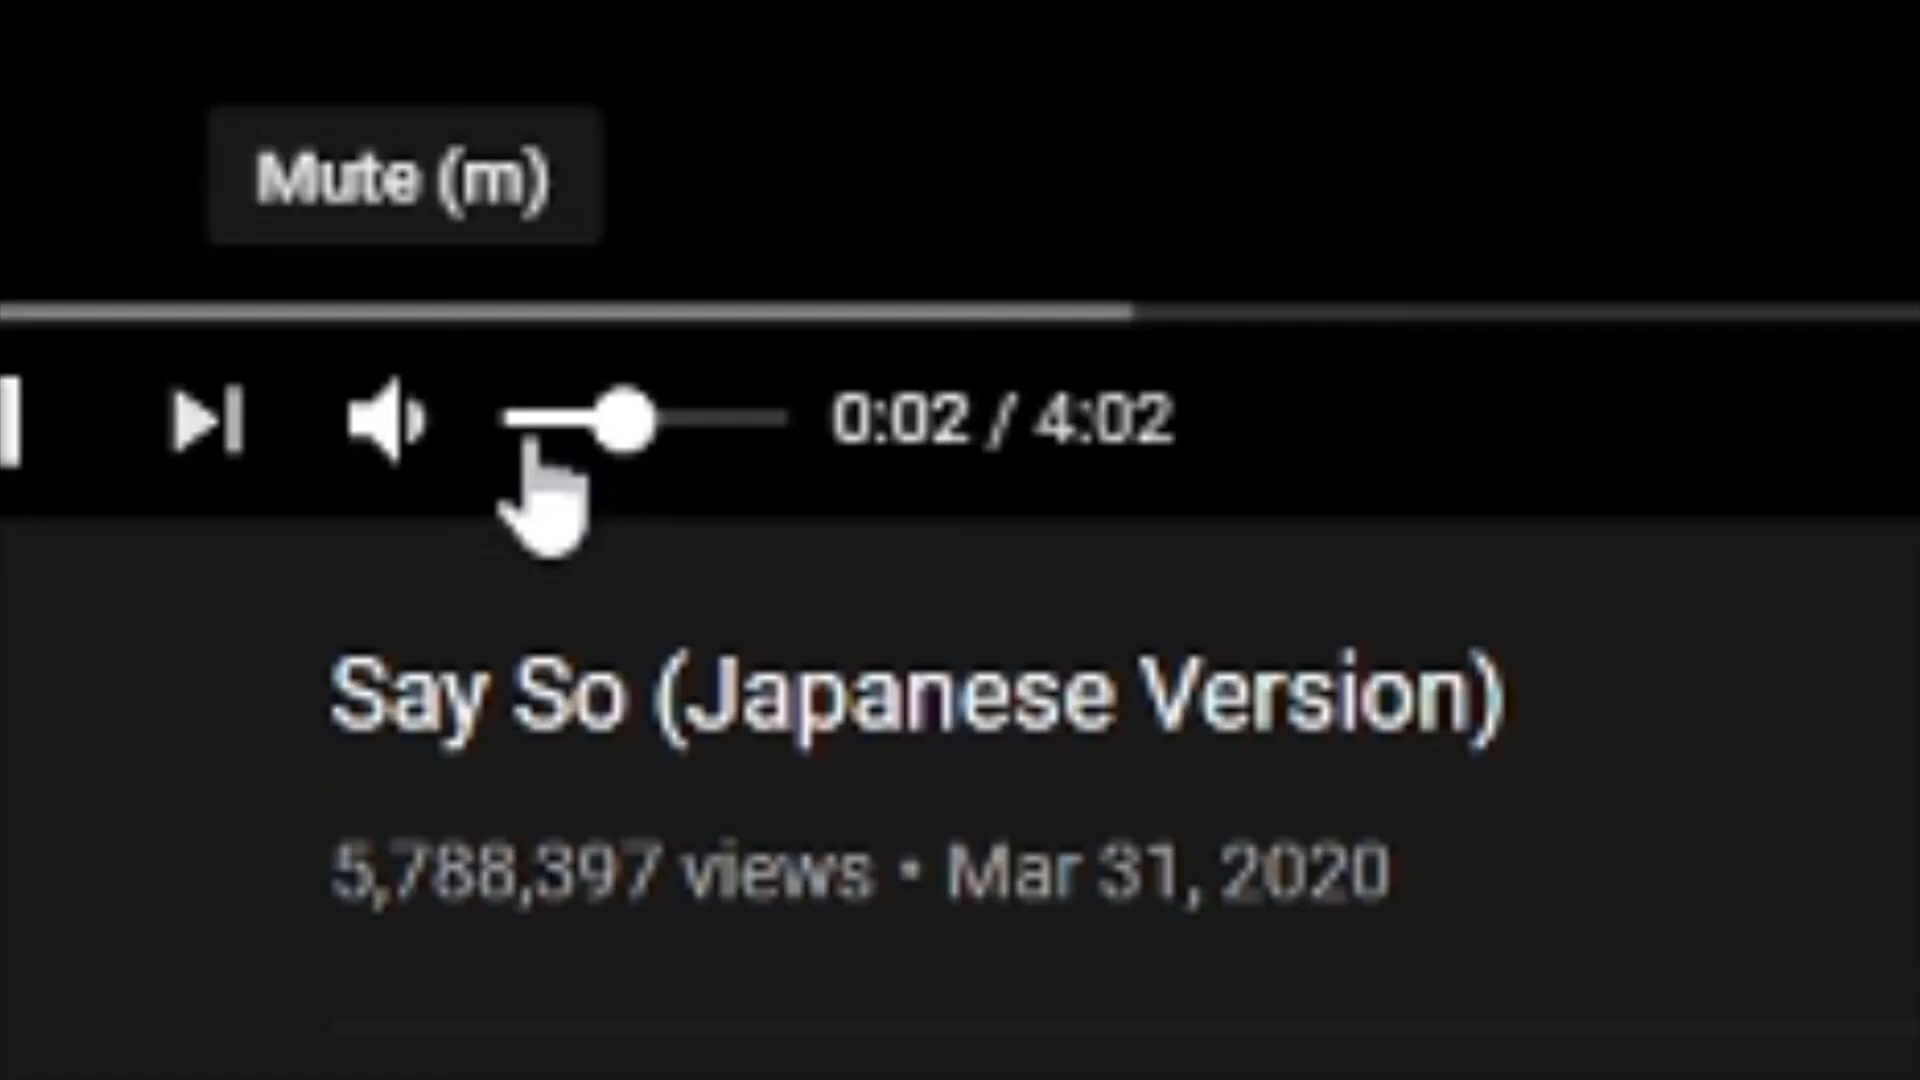 Mute (m)
0:02 / 4:02
Say So (Japanese Version)
5,788,397 views • Mar 31, 2020